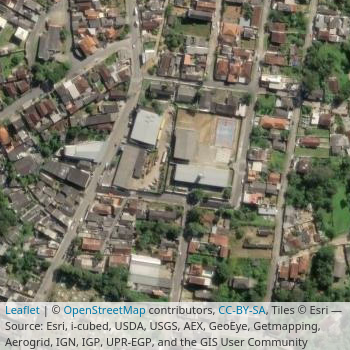 Leaflet | © OpenStreetMap contributors, CC-BY-SA, Tiles © Esri —
Source: Esri, i-cubed, USDA, USGS, AEX, GeoEye, Getmapping,
Aerogrid, IGN, IGP, UPR-EGP, and the GIS User Community